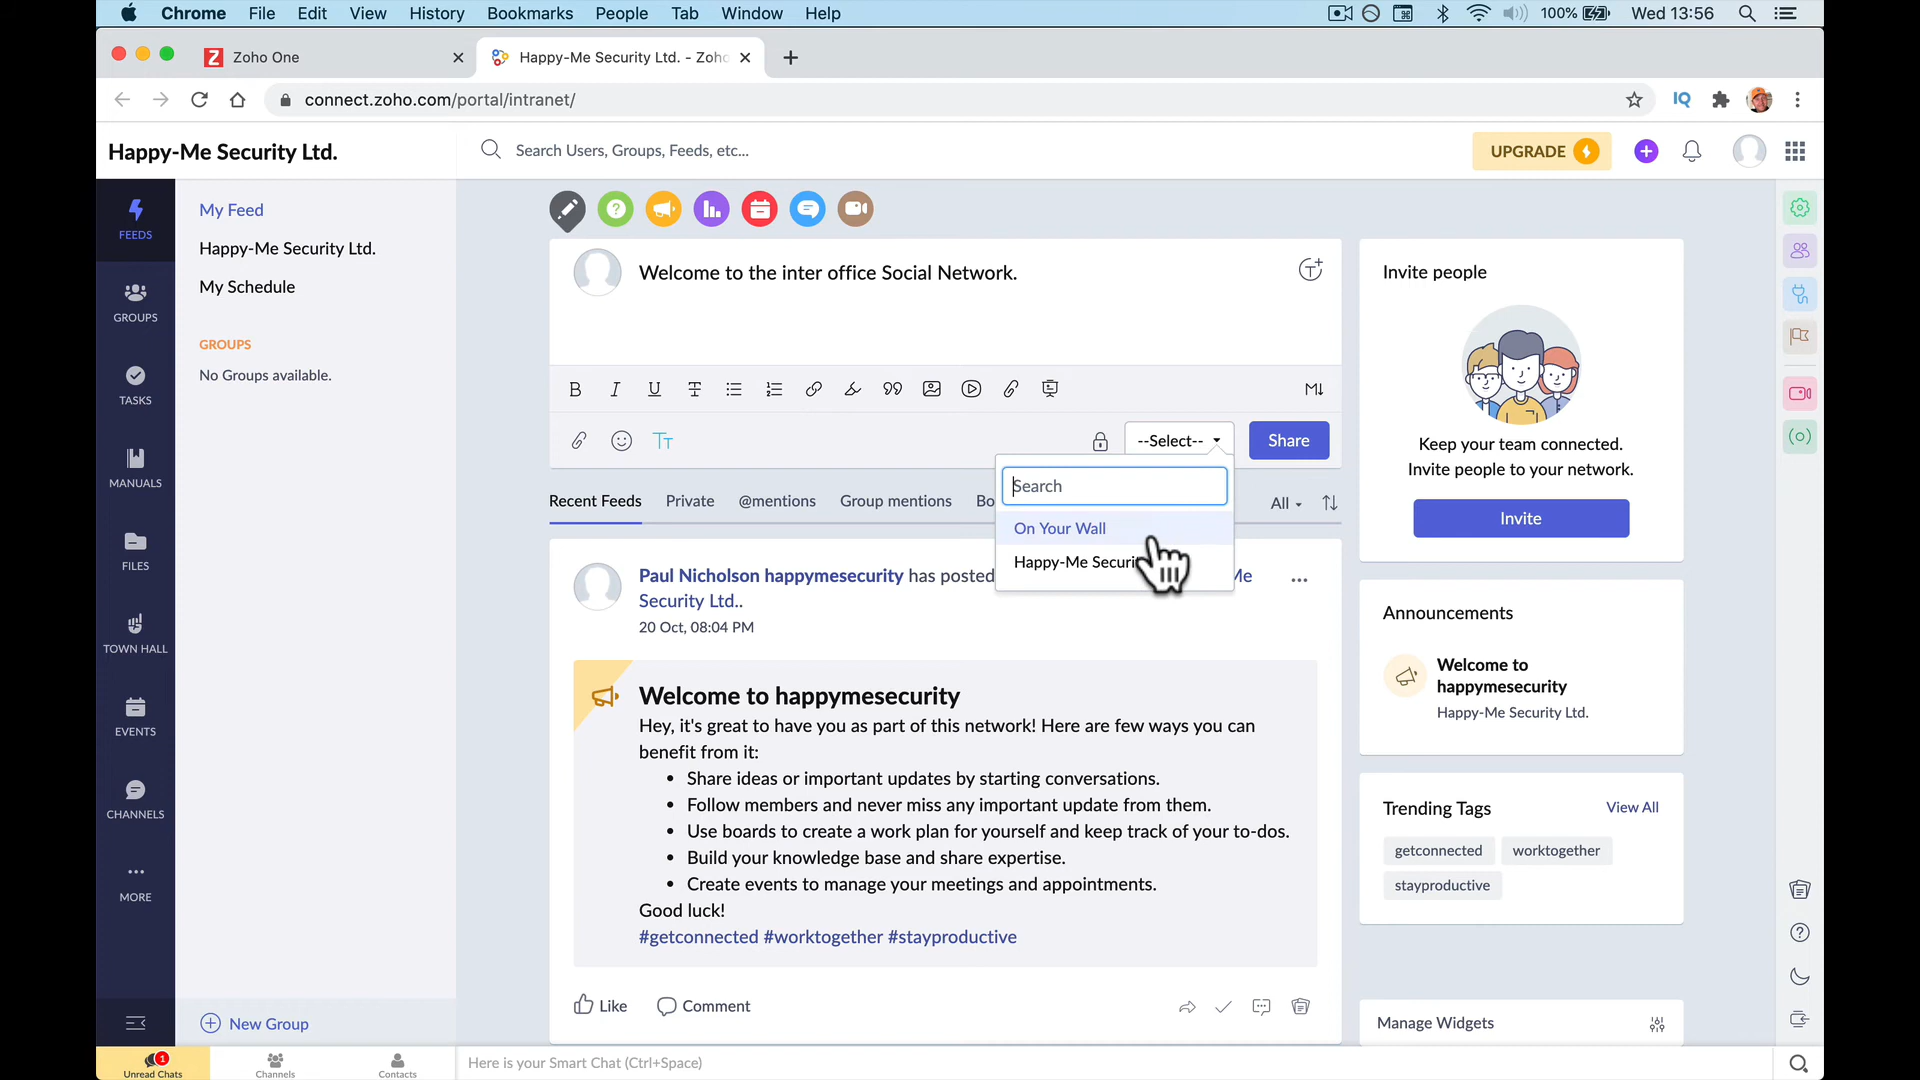 Chrome File Edit View History Bookmarks People Tab Window Help 100% Wed 13:56
Zoho One
Happy-Me Security Ltd. - Zoho
connect.zoho.com/portal/intranet/
IQ
Happy-Me Security Ltd.
Search Users, Groups, Feeds, etc...
UPGRADE
FEEDS
GROUPS
TASKS
MANUALS
FILES
TOWN HALL
EVENTS
CHANNELS
MORE
My Feed
Happy-Me Security Ltd.
My Schedule
GROUPS
No Groups available.
New Group
Welcome to the inter office Social Network.
--Select--
Share
Search
On Your Wall
Happy-Me Securi
Recent Feeds Private @mentions Group mentions Bo All
Paul Nicholson happymesecurity has posted Me
Security Ltd..
20 Oct, 08:04 PM
Welcome to happymesecurity
Hey, it's great to have you as part of this network! Here are few ways you can
benefit from it:
• Share ideas or important updates by starting conversations.
• Follow members and never miss any important update from them.
• Use boards to create a work plan for yourself and keep track of your to-dos.
• Build your knowledge base and share expertise.
• Create events to manage your meetings and appointments.
Good luck!
#getconnected #worktogether #stayproductive
Like Comment
Invite people
Keep your team connected.
Invite people to your network.
Invite
Announcements
Welcome to
happymesecurity
Happy-Me Security Ltd.
Trending Tags View All
getconnected worktogether
stayproductive
Manage Widgets
1
Unread Chats Channels Contacts
Here is your Smart Chat (Ctrl+Space)